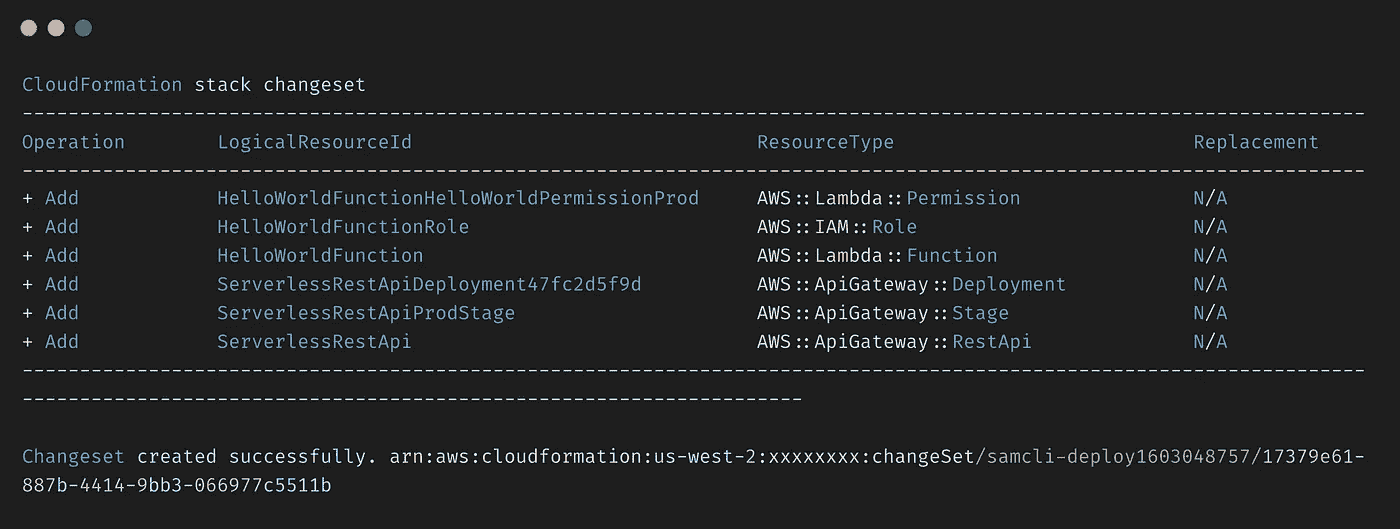 CloudFormation stack changeset
---------------------------------------------------------------------------------------------------------------------
Operation LogicalResourceId ResourceType Replacement
---------------------------------------------------------------------------------------------------------------------
+ Add HelloWorldFunctionHelloWorldPermissionProd AWS::Lambda::Permission N/A
+ Add HelloWorldFunctionRole AWS::IAM::Role N/A
+ Add HelloWorldFunction AWS::Lambda::Function N/A
+ Add ServerlessRestApiDeployment47fc2d5f9d AWS::ApiGateway::Deployment N/A
+ Add ServerlessRestApiProdStage AWS::ApiGateway::Stage N/A
+ Add ServerlessRestApi AWS::ApiGateway::RestApi N/A
---------------------------------------------------------------------------------------------------------------------
--------------------------------------------------------------------
Changeset created successfully. arn:aws:cloudformation:us-west-2:xxxxxxxx:changeSet/samcli-deploy1603048757/17379e61-
887b-4414-9bb3-066977c5511b